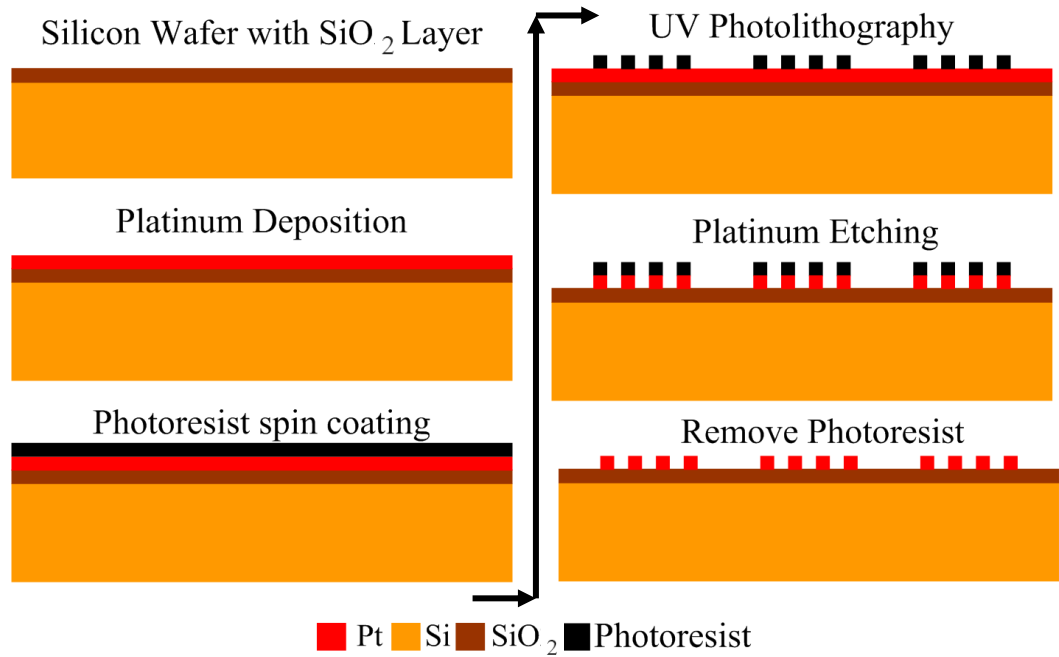 Silicon Wafer with SiO₂ Layer
Platinum Deposition
Photoresist spin coating
UV Photolithography
Platinum Etching
Remove Photoresist
Pt Si SiO₂ Photoresist